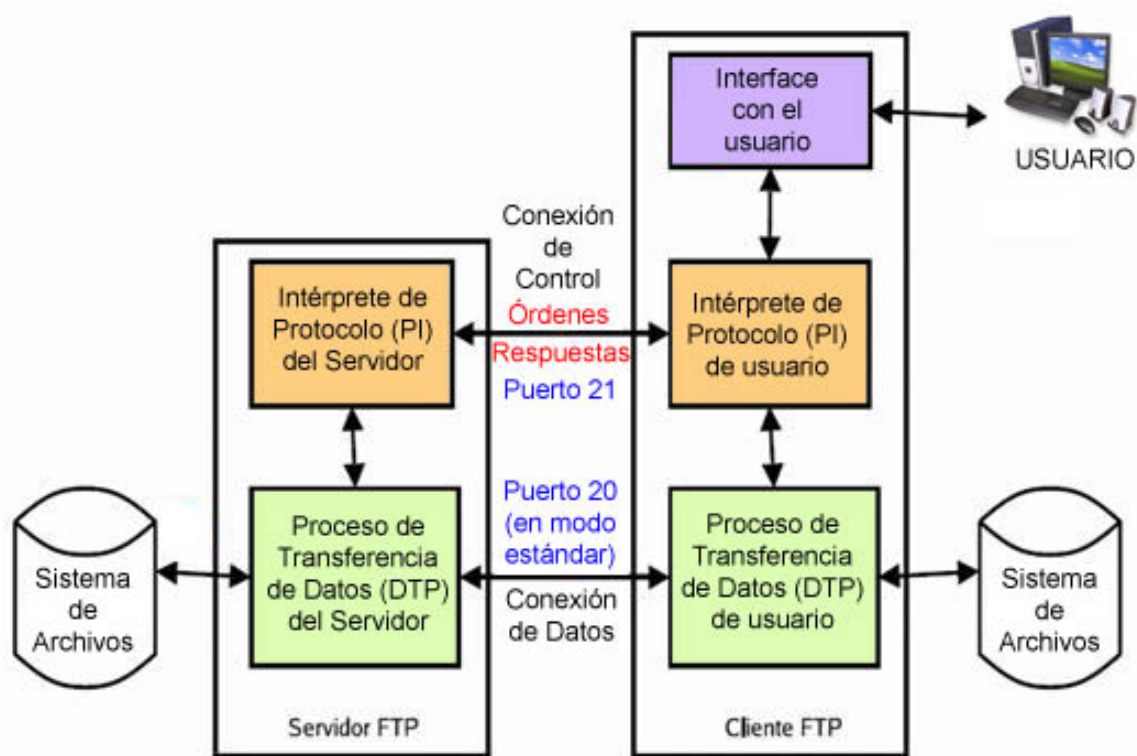 Interface
con el
usuario
USUARIO
Conexión
de
Control
Órdenes
Respuestas
Puerto 21
Intérprete de
Protocolo (PI)
del Servidor
Intérprete de
Protocolo (PI)
de usuario
Puerto 20
(en modo
estándar)
Conexión
de Datos
Proceso de
Transferencia
de Datos (DTP)
del Servidor
Proceso de
Transferencia
de Datos (DTP)
de usuario
Sistema
de
Archivos
Sistema
de
Archivos
Servidor FTP
Cliente FTP